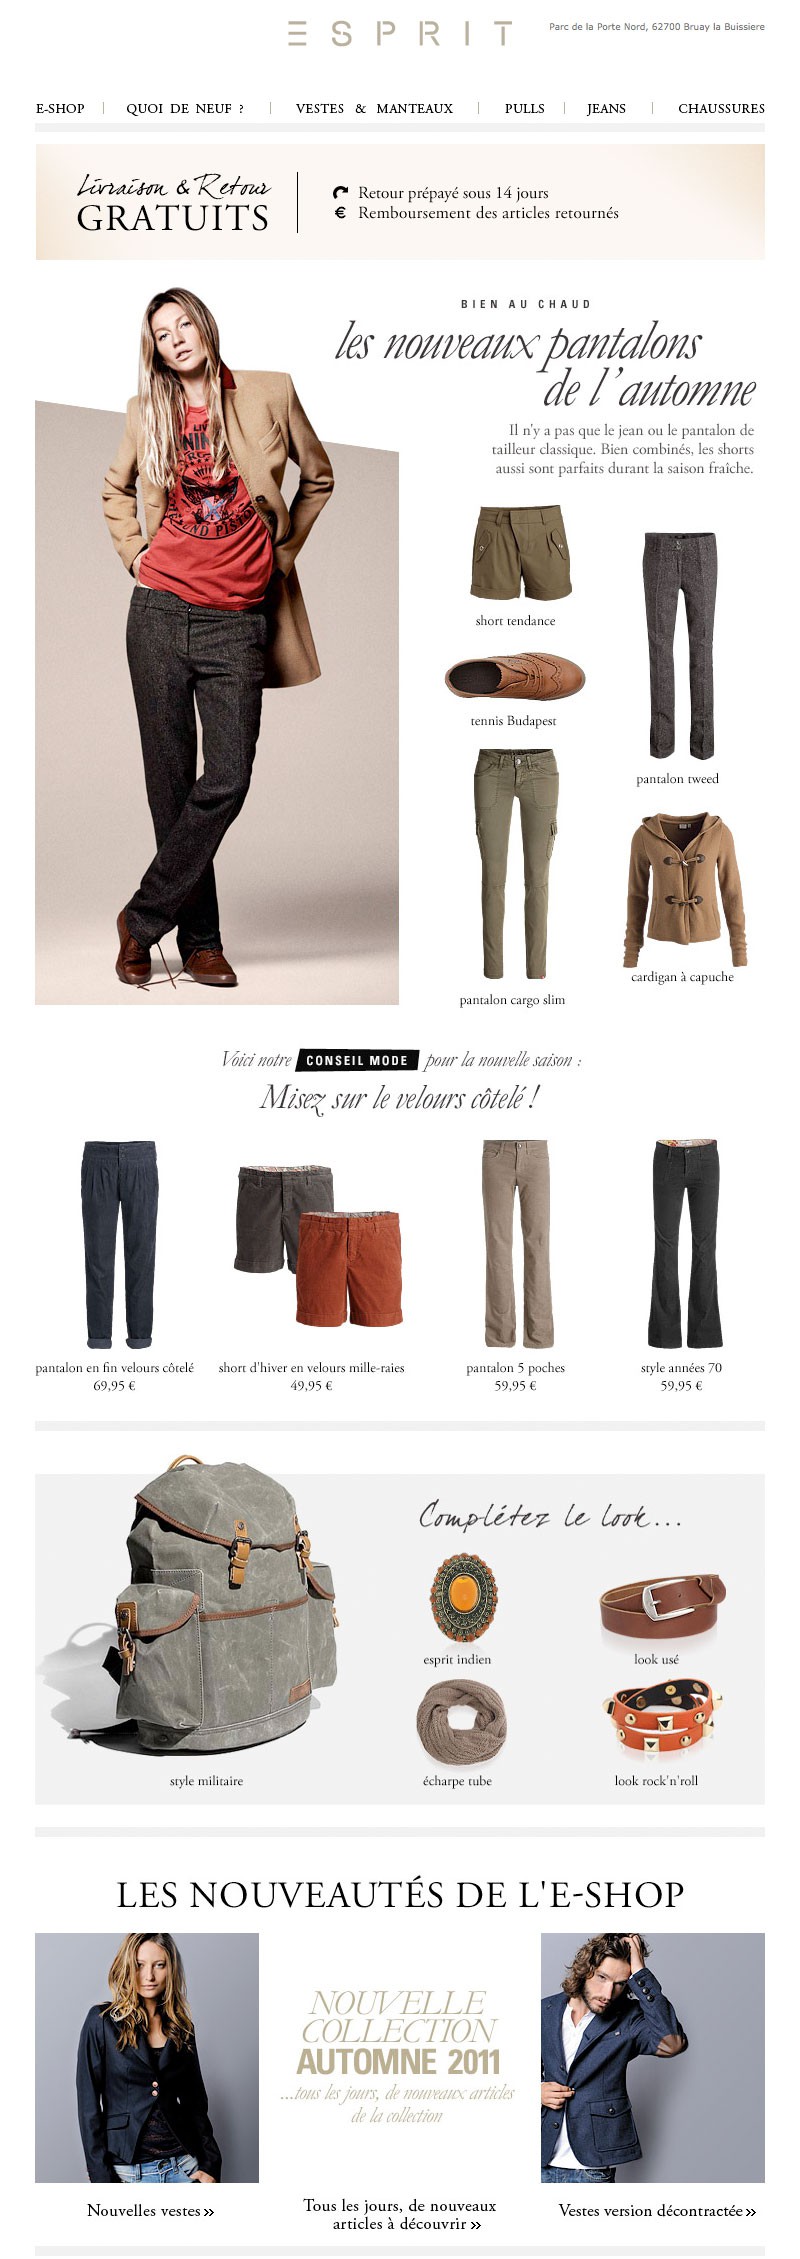 ESPRIT
Parc de la Porte Nord, 62700 Bruay la Buissiere
E-SHOP
QUOI DE NEUF ?
VESTES & MANTEAUX
PULLS
JEANS
CHAUSSURES
Livraison & Retour
GRATUITS
Retour prépayé sous 14 jours
€ Remboursement des articles retournés
BIEN AU CHAUD
les nouveaux pantalons
de l'automne
Il n'y a pas que le jean ou le pantalon de
tailleur classique. Bien combinés, les shorts
aussi sont parfaits durant la saison fraîche.
short tendance
tennis Budapest
pantalon tweed
pantalon cargo slim
cardigan à capuche
Voici notre CONSEIL MODE pour la nouvelle saison :
Misez sur le velours côtelé !
pantalon en fin velours côtelé
69,95 €
short d'hiver en velours mille-raies
49,95 €
pantalon 5 poches
59,95 €
style années 70
59,95 €
Complétez le look...
esprit indien
look usé
style militaire
écharpe tube
look rock'n'roll
LES NOUVEAUTÉS DE L'E-SHOP
NOUVELLE
COLLECTION
AUTOMNE 2011
...tous les jours, de nouveaux articles
de la collection
Nouvelles vestes »
Tous les jours, de nouveaux
articles à découvrir »
Vestes version décontractée »